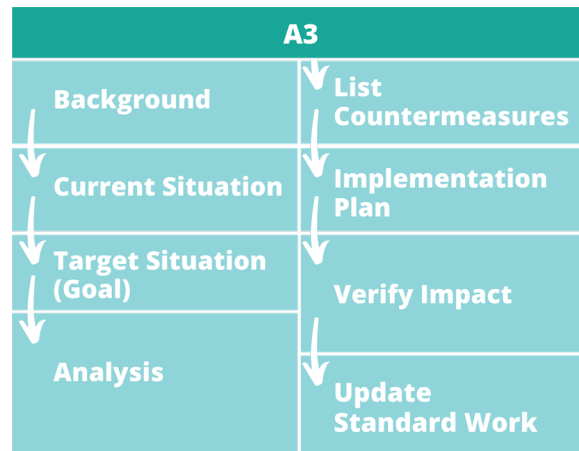 A3
Background
Current Situation
Target Situation
(Goal)
Analysis
List
Countermeasures
Implementation
Plan
Verify Impact
Update
Standard Work